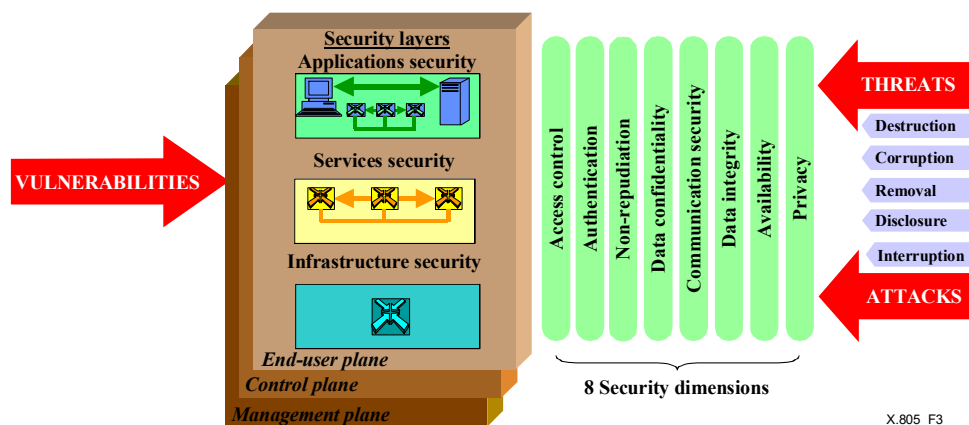 Security layers
Applications security
Services security
Infrastructure security
End-user plane
Control plane
Management plane
VULNERABILITIES
Access control
Authentication
Non-repudiation
Data confidentiality
Communication security
Data integrity
Availability
Privacy
8 Security dimensions
THREATS
Destruction
Corruption
Removal
Disclosure
Interruption
ATTACKS
X.805_F3